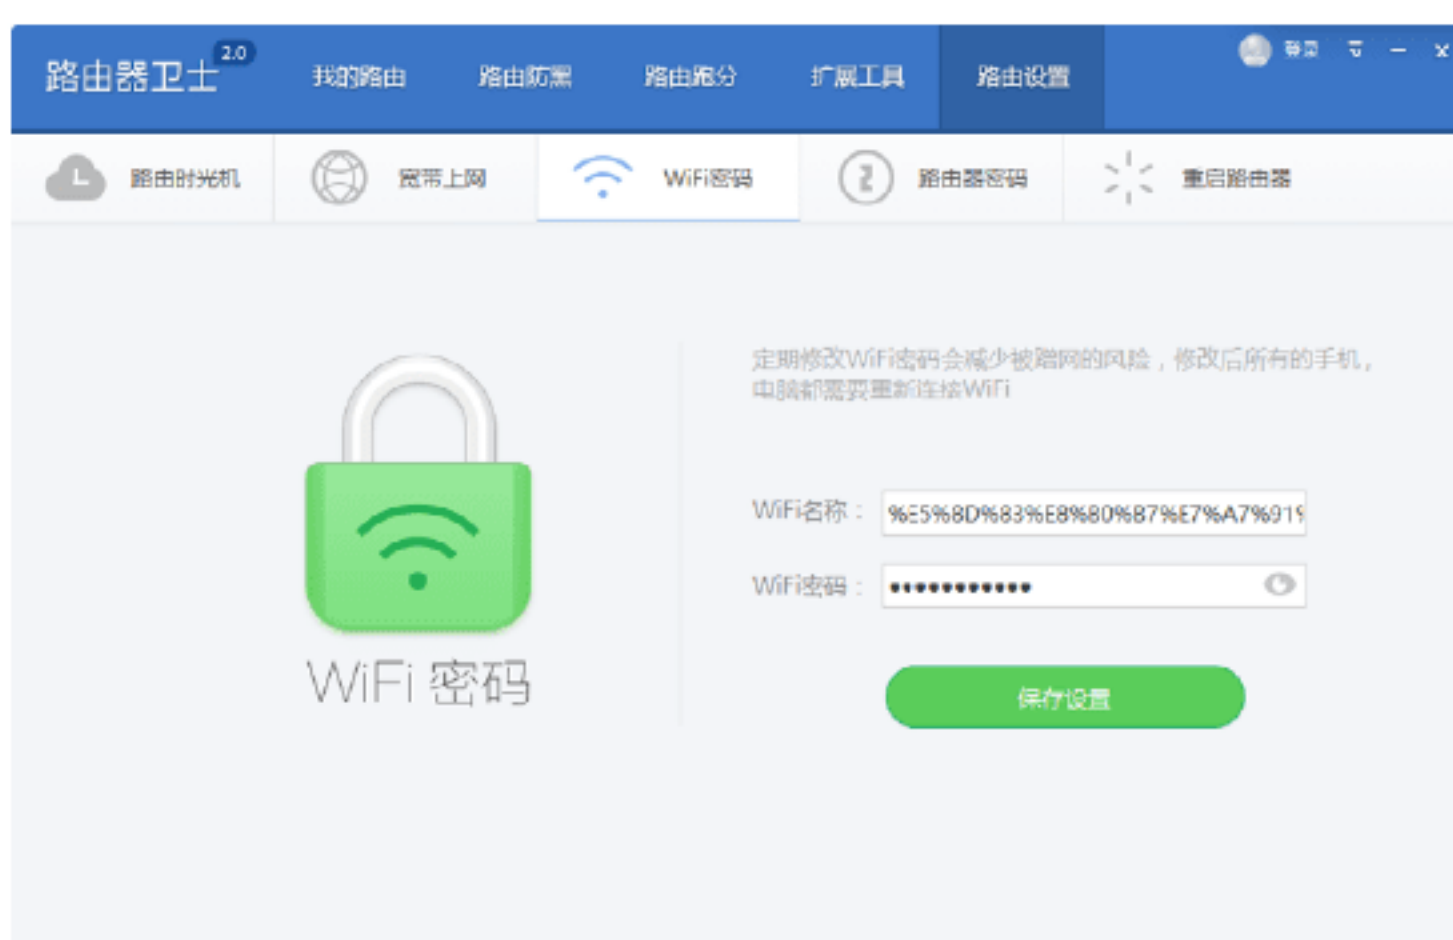 路由器卫士 2.0
我的路由 路由防黑 路由跑分 扩展工具 路由设置 登录
路由时光机 宽带上网 WiFi密码 路由器密码 重启路由器
定期修改WiFi密码会减少被蹭网的风险，修改后所有的手机，
电脑都需要重新连接WiFi
WiFi名称： %E5%8D%83%E8%80%87%E7%A7%91%
WiFi密码： •••••••••••
保存设置
WiFi 密码